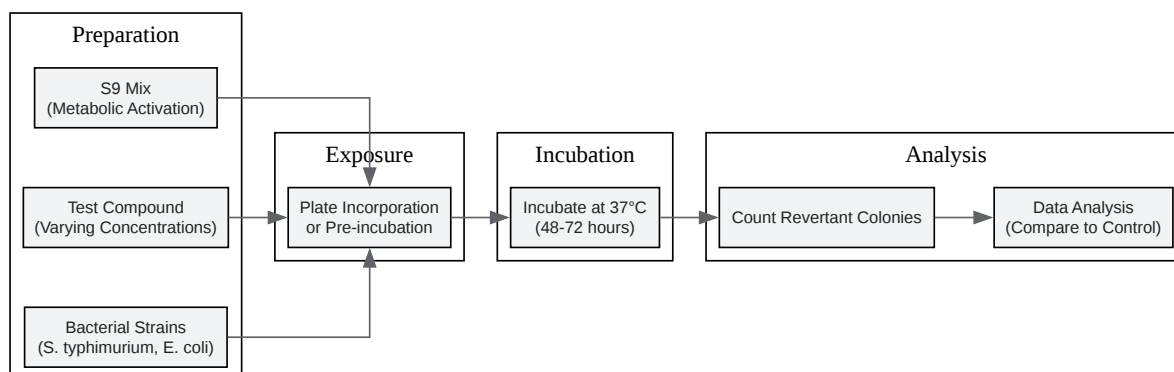 Preparation
S9 Mix
(Metabolic Activation)
Test Compound
(Varying Concentrations)
Bacterial Strains
(S. typhimurium, E. coli)
Exposure
Plate Incorporation
or Pre-incubation
Incubation
Incubate at 37°C
(48-72 hours)
Analysis
Count Revertant Colonies
Data Analysis
(Compare to Control)